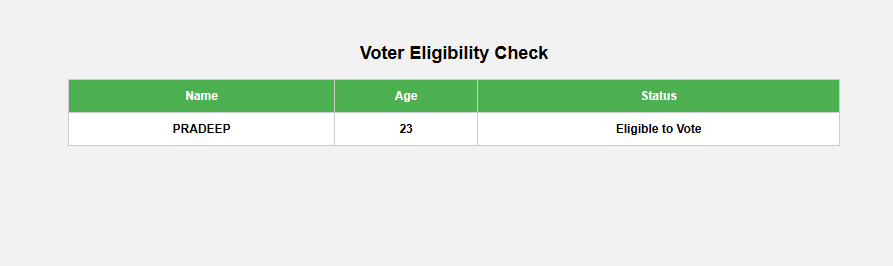 Voter Eligibility Check
Name Age Status
PRADEEP 23 Eligible to Vote